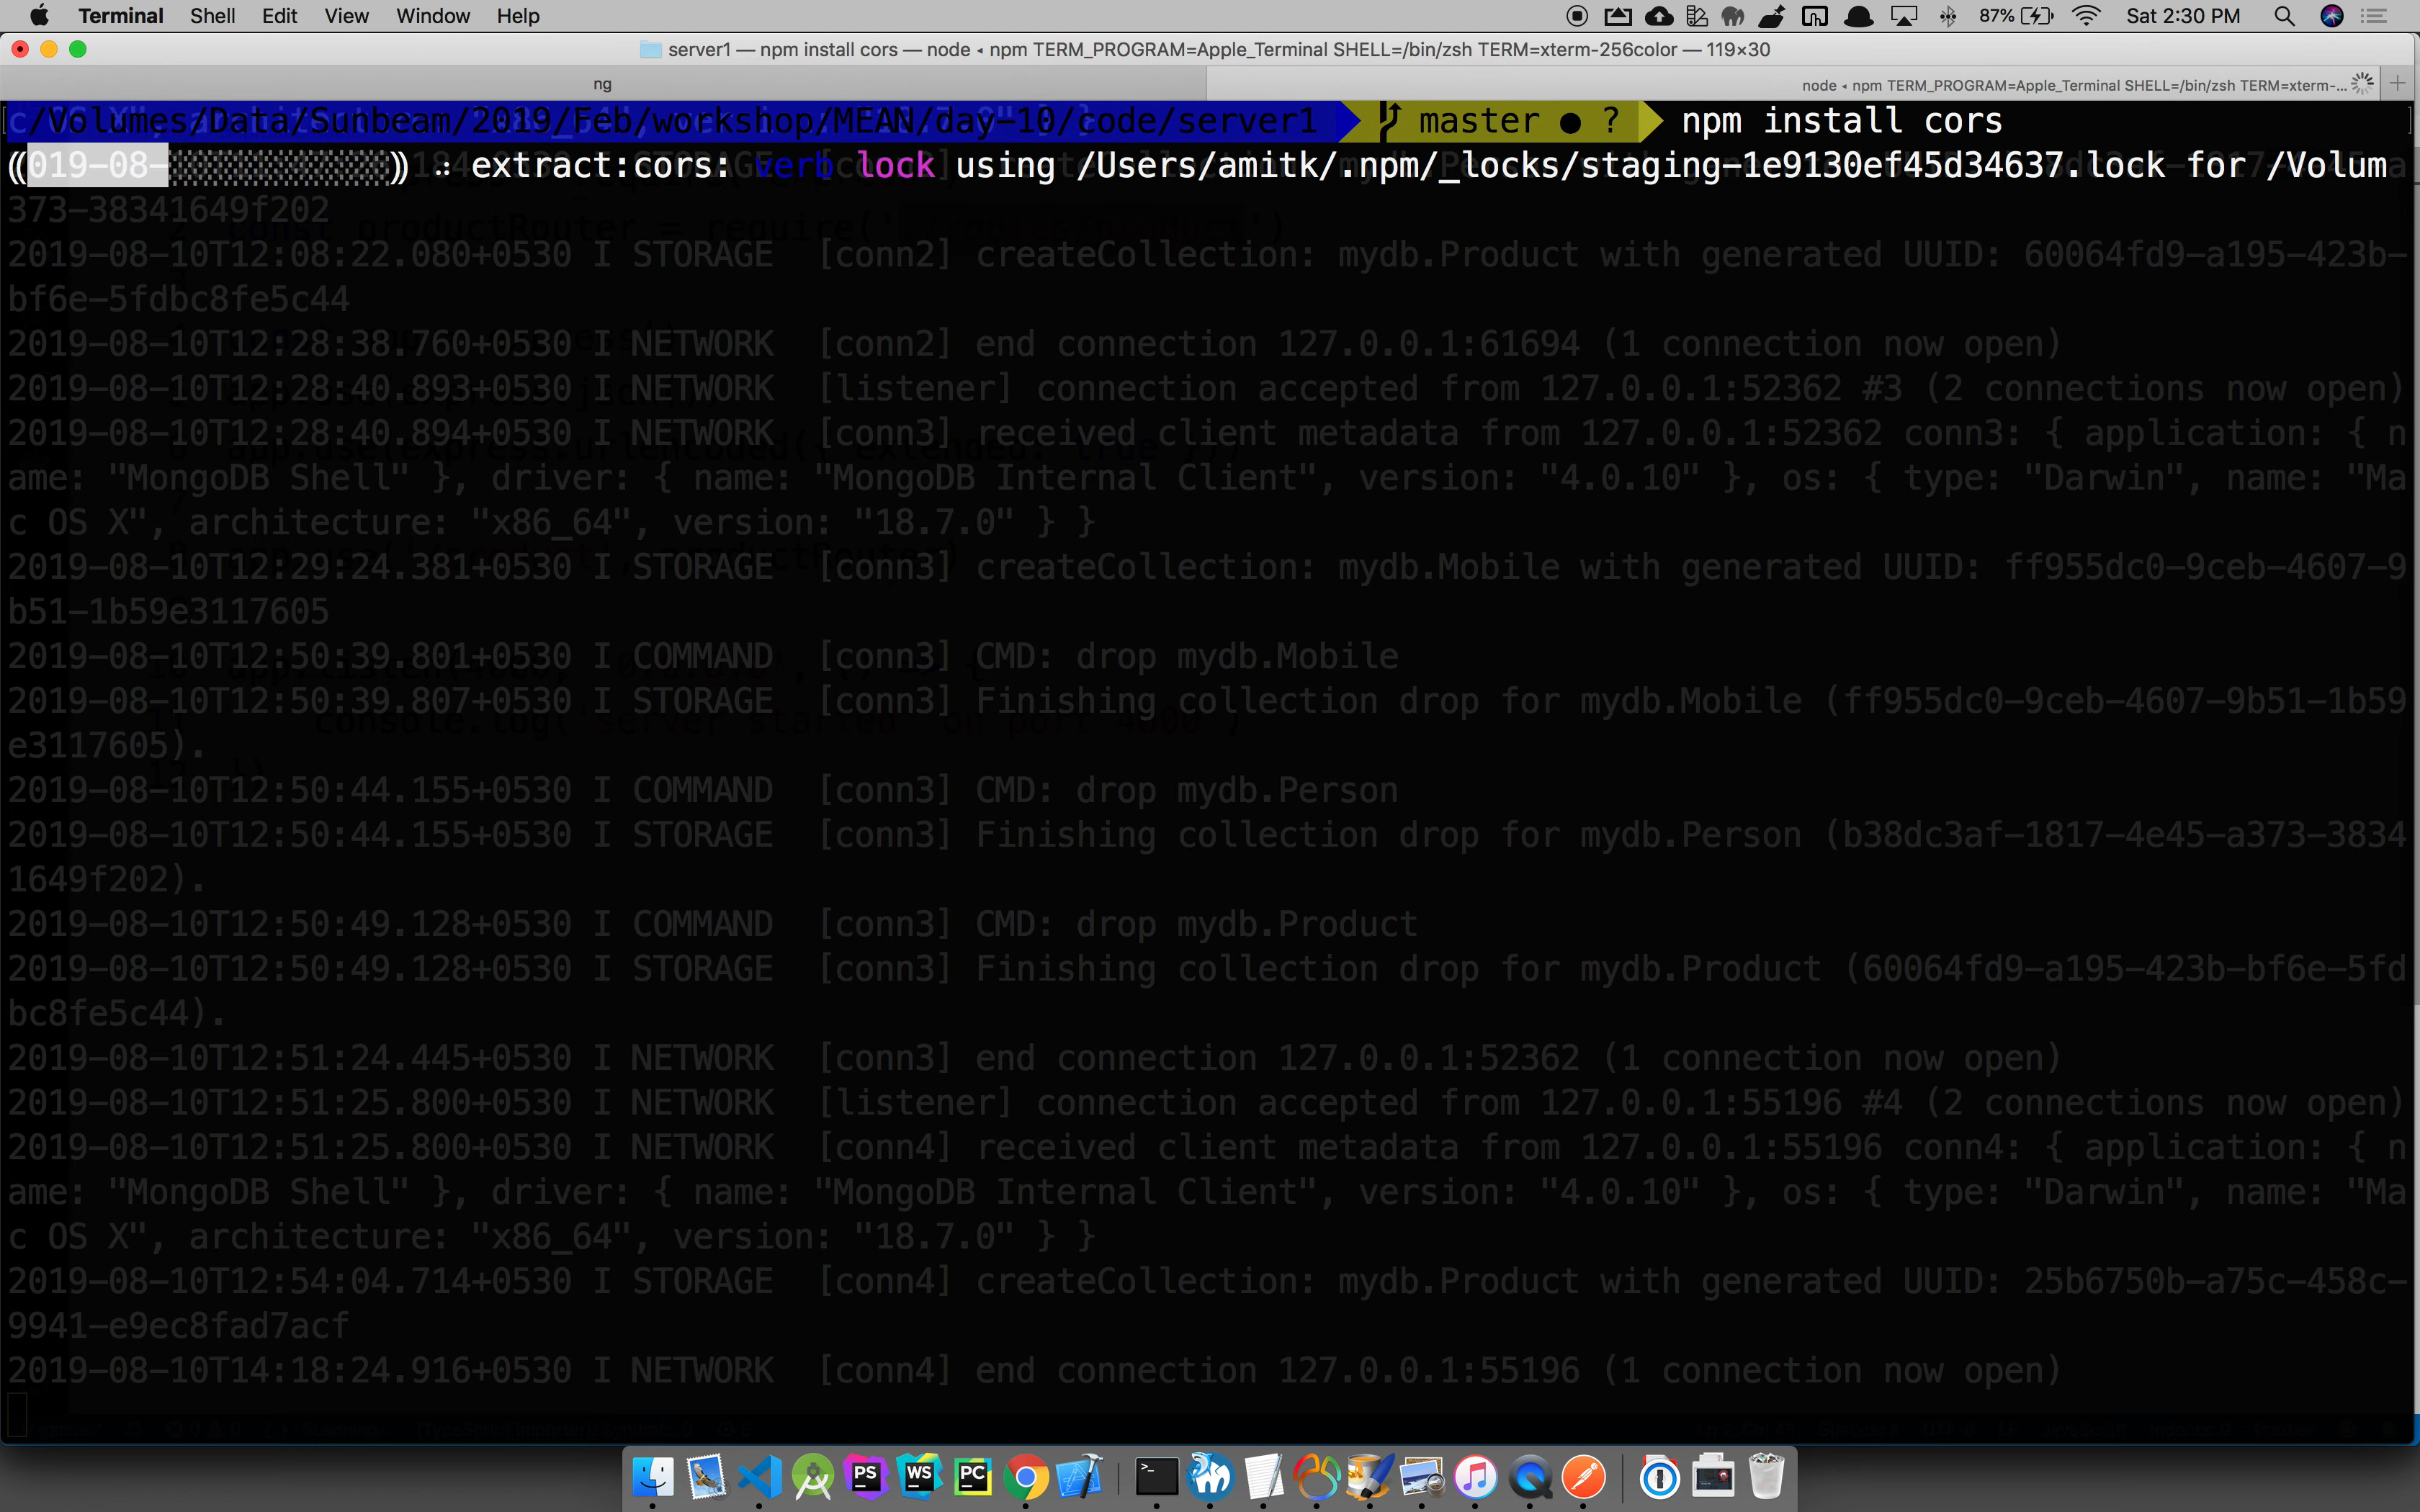 Terminal Shell Edit View Window Help 87% Sat 2:30 PM
server1 — npm install cors — node ◂ npm TERM_PROGRAM=Apple_Terminal SHELL=/bin/zsh TERM=xterm-256color — 119×30
ng node ◂ npm TERM_PROGRAM=Apple_Terminal SHELL=/bin/zsh TERM=xterm-...
/Volumes/Data/Sunbeam/2019/Feb/workshop/MEAN/day-10/code/server1 master ● ? npm install cors
((019-08-░░░░░░░░░░░)) ⠴ extract:cors: verb lock using /Users/amitk/.npm/_locks/staging-1e9130ef45d34637.lock for /Volum
373-38341649f202
2019-08-10T12:08:22.080+0530 I STORAGE [conn2] createCollection: mydb.Product with generated UUID: 60064fd9-a195-423b-
bf6e-5fdbc8fe5c44
2019-08-10T12:28:38.760+0530 I NETWORK [conn2] end connection 127.0.0.1:61694 (1 connection now open)
2019-08-10T12:28:40.893+0530 I NETWORK [listener] connection accepted from 127.0.0.1:52362 #3 (2 connections now open)
2019-08-10T12:28:40.894+0530 I NETWORK [conn3] received client metadata from 127.0.0.1:52362 conn3: { application: { n
ame: "MongoDB Shell" }, driver: { name: "MongoDB Internal Client", version: "4.0.10" }, os: { type: "Darwin", name: "Ma
c OS X", architecture: "x86_64", version: "18.7.0" } }
2019-08-10T12:29:24.381+0530 I STORAGE [conn3] createCollection: mydb.Mobile with generated UUID: ff955dc0-9ceb-4607-9
b51-1b59e3117605
2019-08-10T12:50:39.801+0530 I COMMAND [conn3] CMD: drop mydb.Mobile
2019-08-10T12:50:39.807+0530 I STORAGE [conn3] Finishing collection drop for mydb.Mobile (ff955dc0-9ceb-4607-9b51-1b59
e3117605).
2019-08-10T12:50:44.155+0530 I COMMAND [conn3] CMD: drop mydb.Person
2019-08-10T12:50:44.155+0530 I STORAGE [conn3] Finishing collection drop for mydb.Person (b38dc3af-1817-4e45-a373-3834
1649f202).
2019-08-10T12:50:49.128+0530 I COMMAND [conn3] CMD: drop mydb.Product
2019-08-10T12:50:49.128+0530 I STORAGE [conn3] Finishing collection drop for mydb.Product (60064fd9-a195-423b-bf6e-5fd
bc8fe5c44).
2019-08-10T12:51:24.445+0530 I NETWORK [conn3] end connection 127.0.0.1:52362 (1 connection now open)
2019-08-10T12:51:25.800+0530 I NETWORK [listener] connection accepted from 127.0.0.1:55196 #4 (2 connections now open)
2019-08-10T12:51:25.800+0530 I NETWORK [conn4] received client metadata from 127.0.0.1:55196 conn4: { application: { n
ame: "MongoDB Shell" }, driver: { name: "MongoDB Internal Client", version: "4.0.10" }, os: { type: "Darwin", name: "Ma
c OS X", architecture: "x86_64", version: "18.7.0" } }
2019-08-10T12:54:04.714+0530 I STORAGE [conn4] createCollection: mydb.Product with generated UUID: 25b6750b-a75c-458c-
9941-e9ec8fad7acf
2019-08-10T14:18:24.916+0530 I NETWORK [conn4] end connection 127.0.0.1:55196 (1 connection now open)
PS WS PC